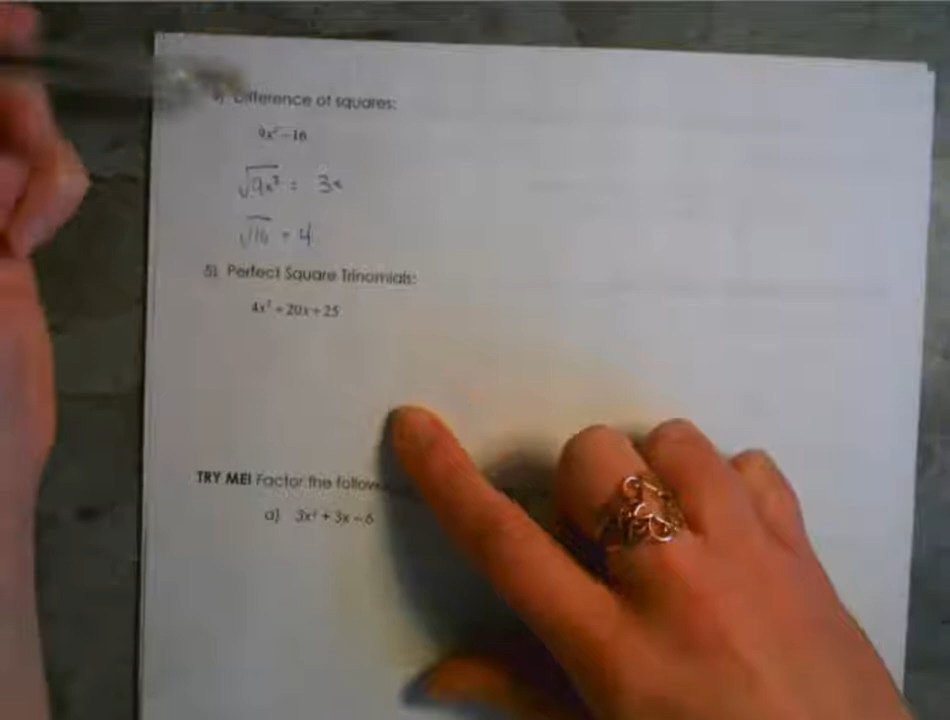 Difference of squares:
9x² – 16
√9x² = 3x
√16 = 4
5) Perfect Square Trinomials:
4x² + 20x + 25
TRY ME! Factor the
a) 3x² + 3x – 6